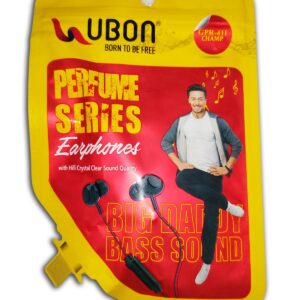 UBON
BORN TO BE FREE
GPR-411
CHAMP
PERFUME
SERIES
Earphones
with Hifi Crystal Clear Sound Quality
BIG DADDY
BASS SOUND